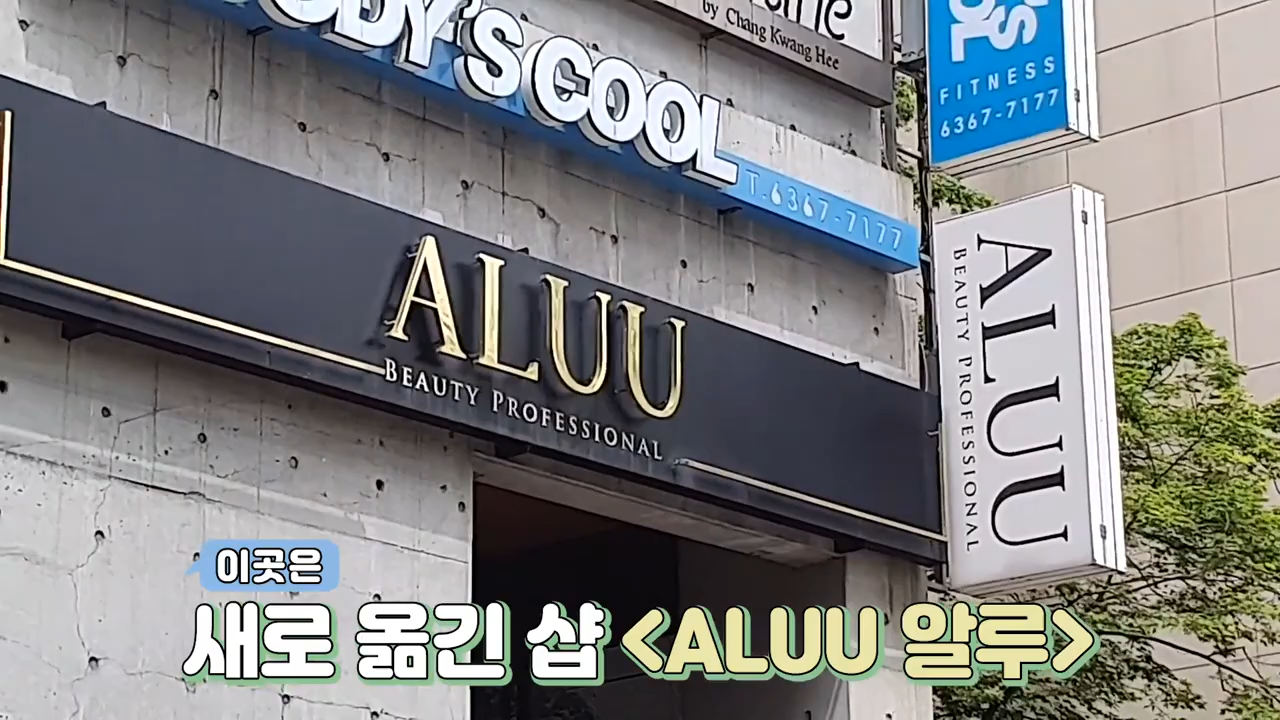 by Chang Kwang Hee
ODY'S COOL
T.6367-7177
FITNESS
6367-7177
ALUU
BEAUTY PROFESSIONAL
ALUU
BEAUTY PROFESSIONAL
이곳은
새로 옮긴 샵 <ALUU 알루>